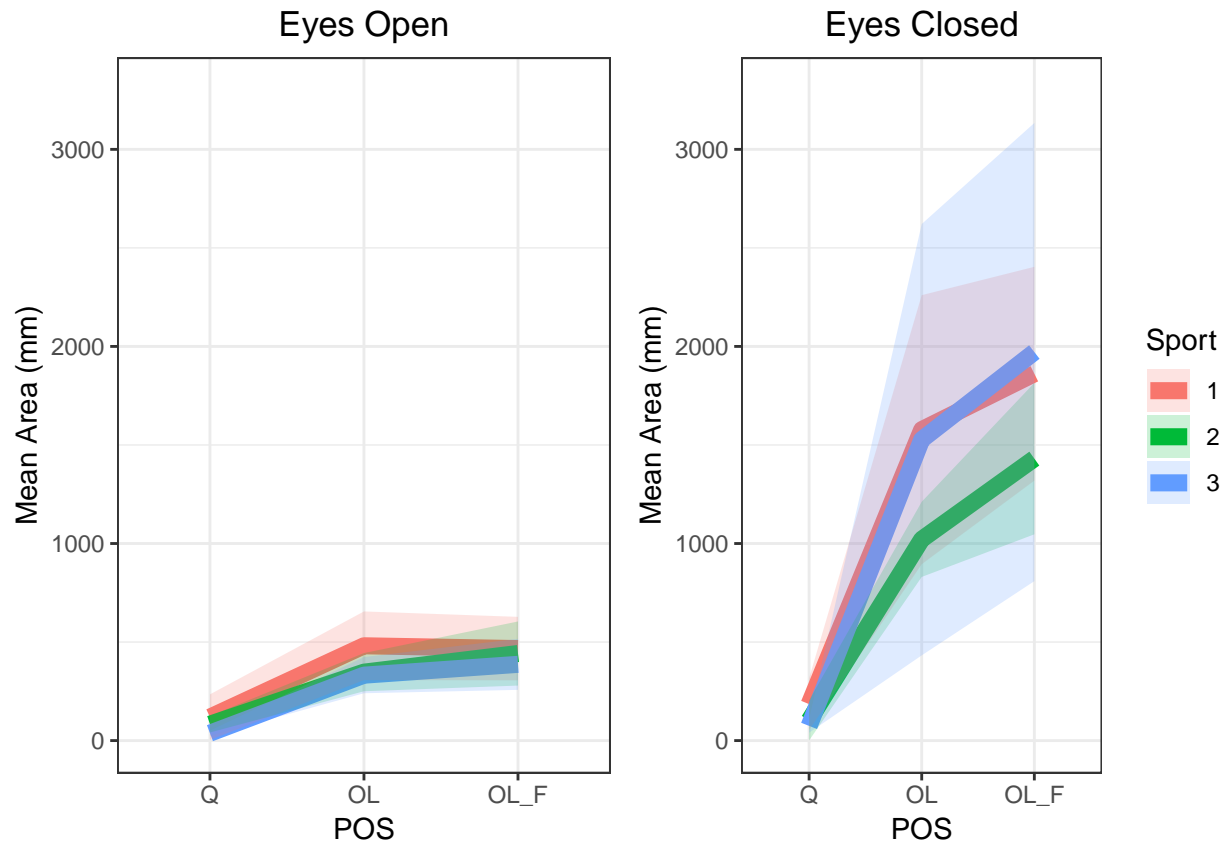 Eyes Open
Mean Area (mm)
3000
2000
1000
0
Q OL OL_F
POS
Eyes Closed
Mean Area (mm)
3000
2000
1000
0
Q OL OL_F
POS
Sport
1
2
3